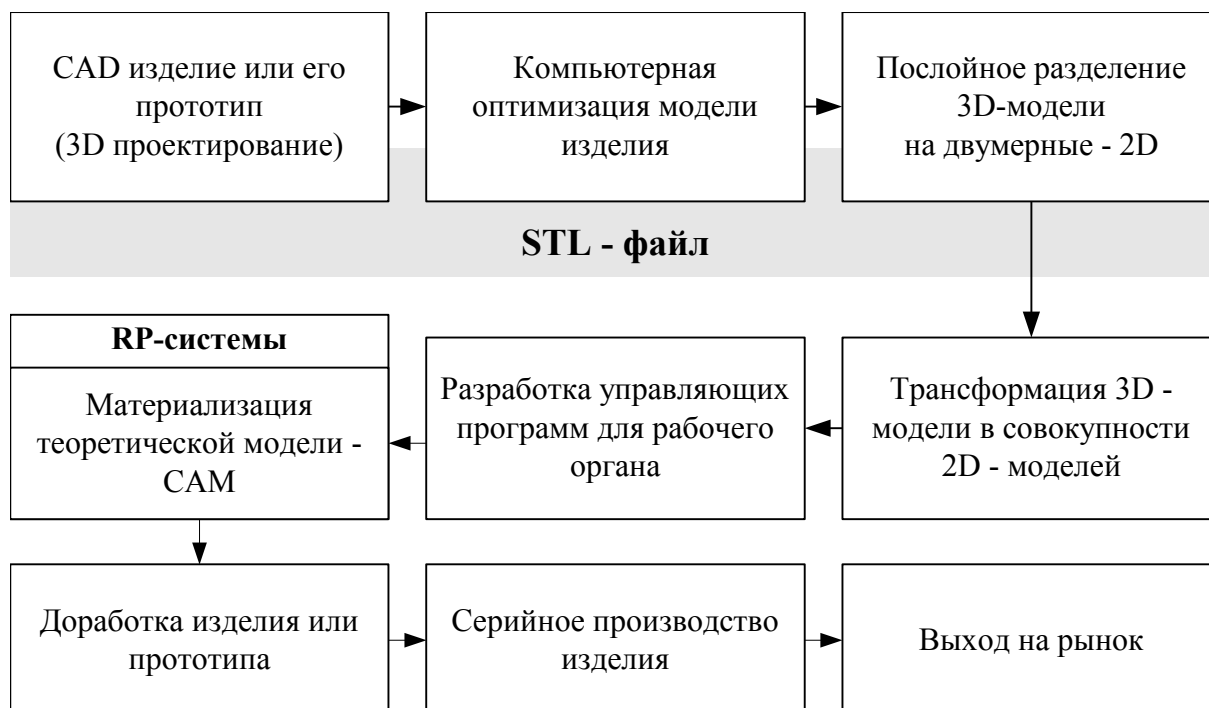 CAD изделие или его
прототип
(3D проектирование)
Компьютерная
оптимизация модели
изделия
Послойное разделение
3D-модели
на двумерные - 2D
STL - файл
RP-системы
Материализация
теоретической модели -
CAM
Разработка управляющих
программ для рабочего
органа
Трансформация 3D -
модели в совокупности
2D - моделей
Доработка изделия или
прототипа
Серийное производство
изделия
Выход на рынок